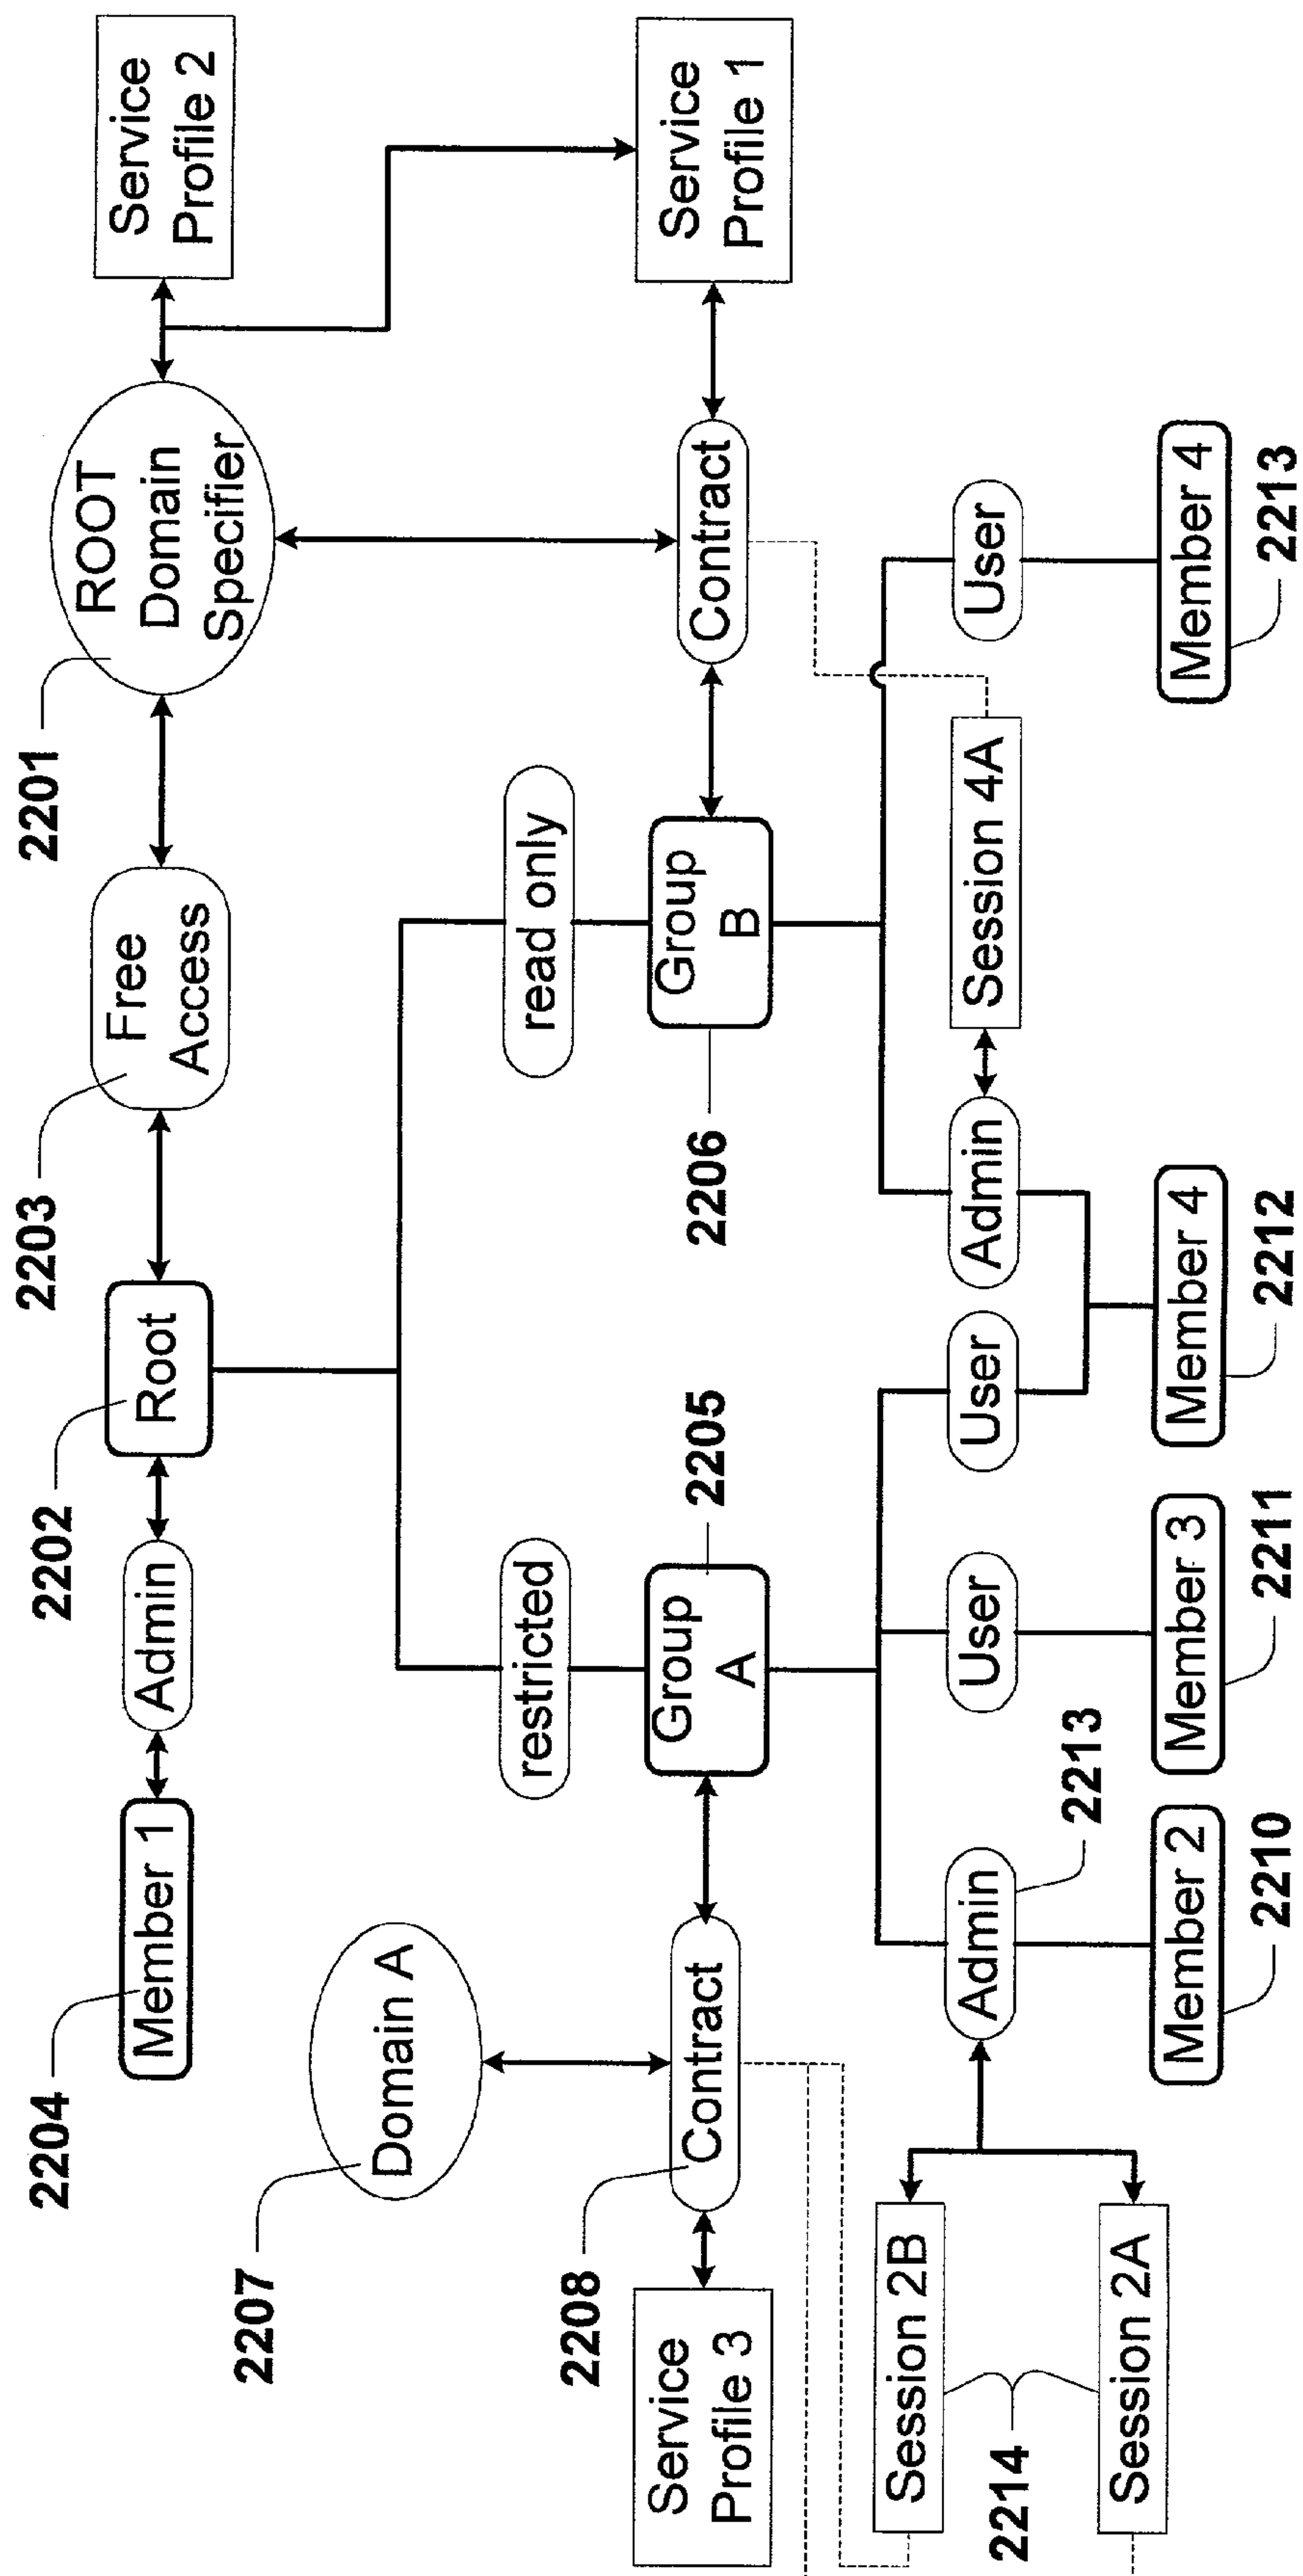 2204
Member 1
Admin
2202
Root
2203
Free
Access
2201
ROOT
Domain
Specifier
Service
Profile 2
2207
Domain A
restricted
read only
2208
Service
Profile 3
Contract
Group
A
2205
2206
Group
B
Contract
Service
Profile 1
Session 2B
2214
Session 2A
Admin
2213
User
User
Admin
Session 4A
User
Member 2
2210
Member 3
2211
Member 4
2212
Member 4
2213